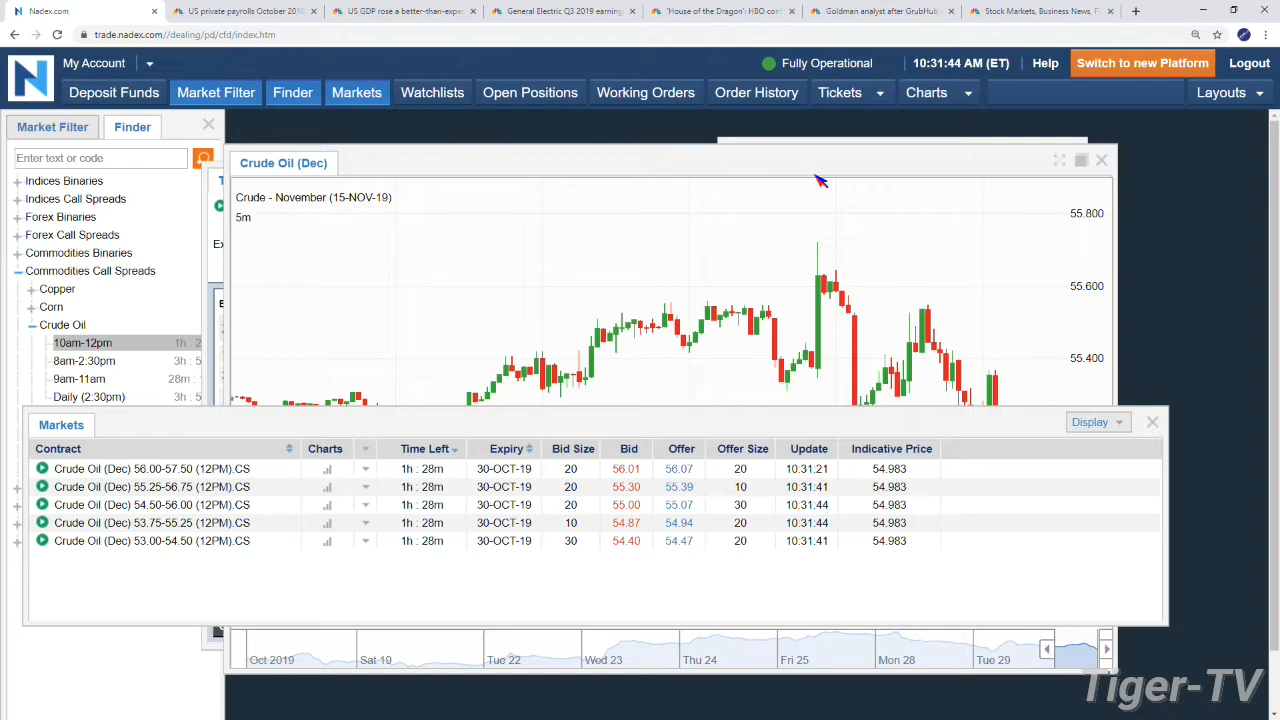 Nadex.com
US private payrolls October 2019
US GDP rose a better-than-expe
General Electric Q3 2019 earning
'House of the Dragon': HBO con
Goldman analyst after GrubHub
Stock Markets, Business News, Fi
trade.nadex.com/dealing/pd/cfd/index.htm
N My Account Fully Operational 10:31:44 AM (ET) Help Switch to new Platform Logout
Deposit Funds Market Filter Finder Markets Watchlists Open Positions Working Orders Order History Tickets Charts Layouts
Market Filter Finder
Enter text or code
Indices Binaries
Indices Call Spreads
Forex Binaries
Forex Call Spreads
Commodities Binaries
Commodities Call Spreads
Copper
Corn
Crude Oil
10am-12pm 1h : 2
8am-2:30pm 3h : 5
9am-11am 28m :
Daily (2:30pm) 3h : 5
Crude Oil (Dec)
Crude - November (15-NOV-19)
5m
55.800
55.600
55.400
Markets Display
Contract Charts Time Left Expiry Bid Size Bid Offer Offer Size Update Indicative Price
Crude Oil (Dec) 56.00-57.50 (12PM).CS 1h : 28m 30-OCT-19 20 56.01 56.07 20 10:31:21 54.983
Crude Oil (Dec) 55.25-56.75 (12PM).CS 1h : 28m 30-OCT-19 20 55.30 55.39 10 10:31:41 54.983
Crude Oil (Dec) 54.50-56.00 (12PM).CS 1h : 28m 30-OCT-19 20 55.00 55.07 30 10:31:44 54.983
Crude Oil (Dec) 53.75-55.25 (12PM).CS 1h : 28m 30-OCT-19 10 54.87 54.94 20 10:31:44 54.983
Crude Oil (Dec) 53.00-54.50 (12PM).CS 1h : 28m 30-OCT-19 30 54.40 54.47 20 10:31:41 54.983
Oct 2019 Sat 19 Tue 22 Wed 23 Thu 24 Fri 25 Mon 28 Tue 29
Tiger-TV